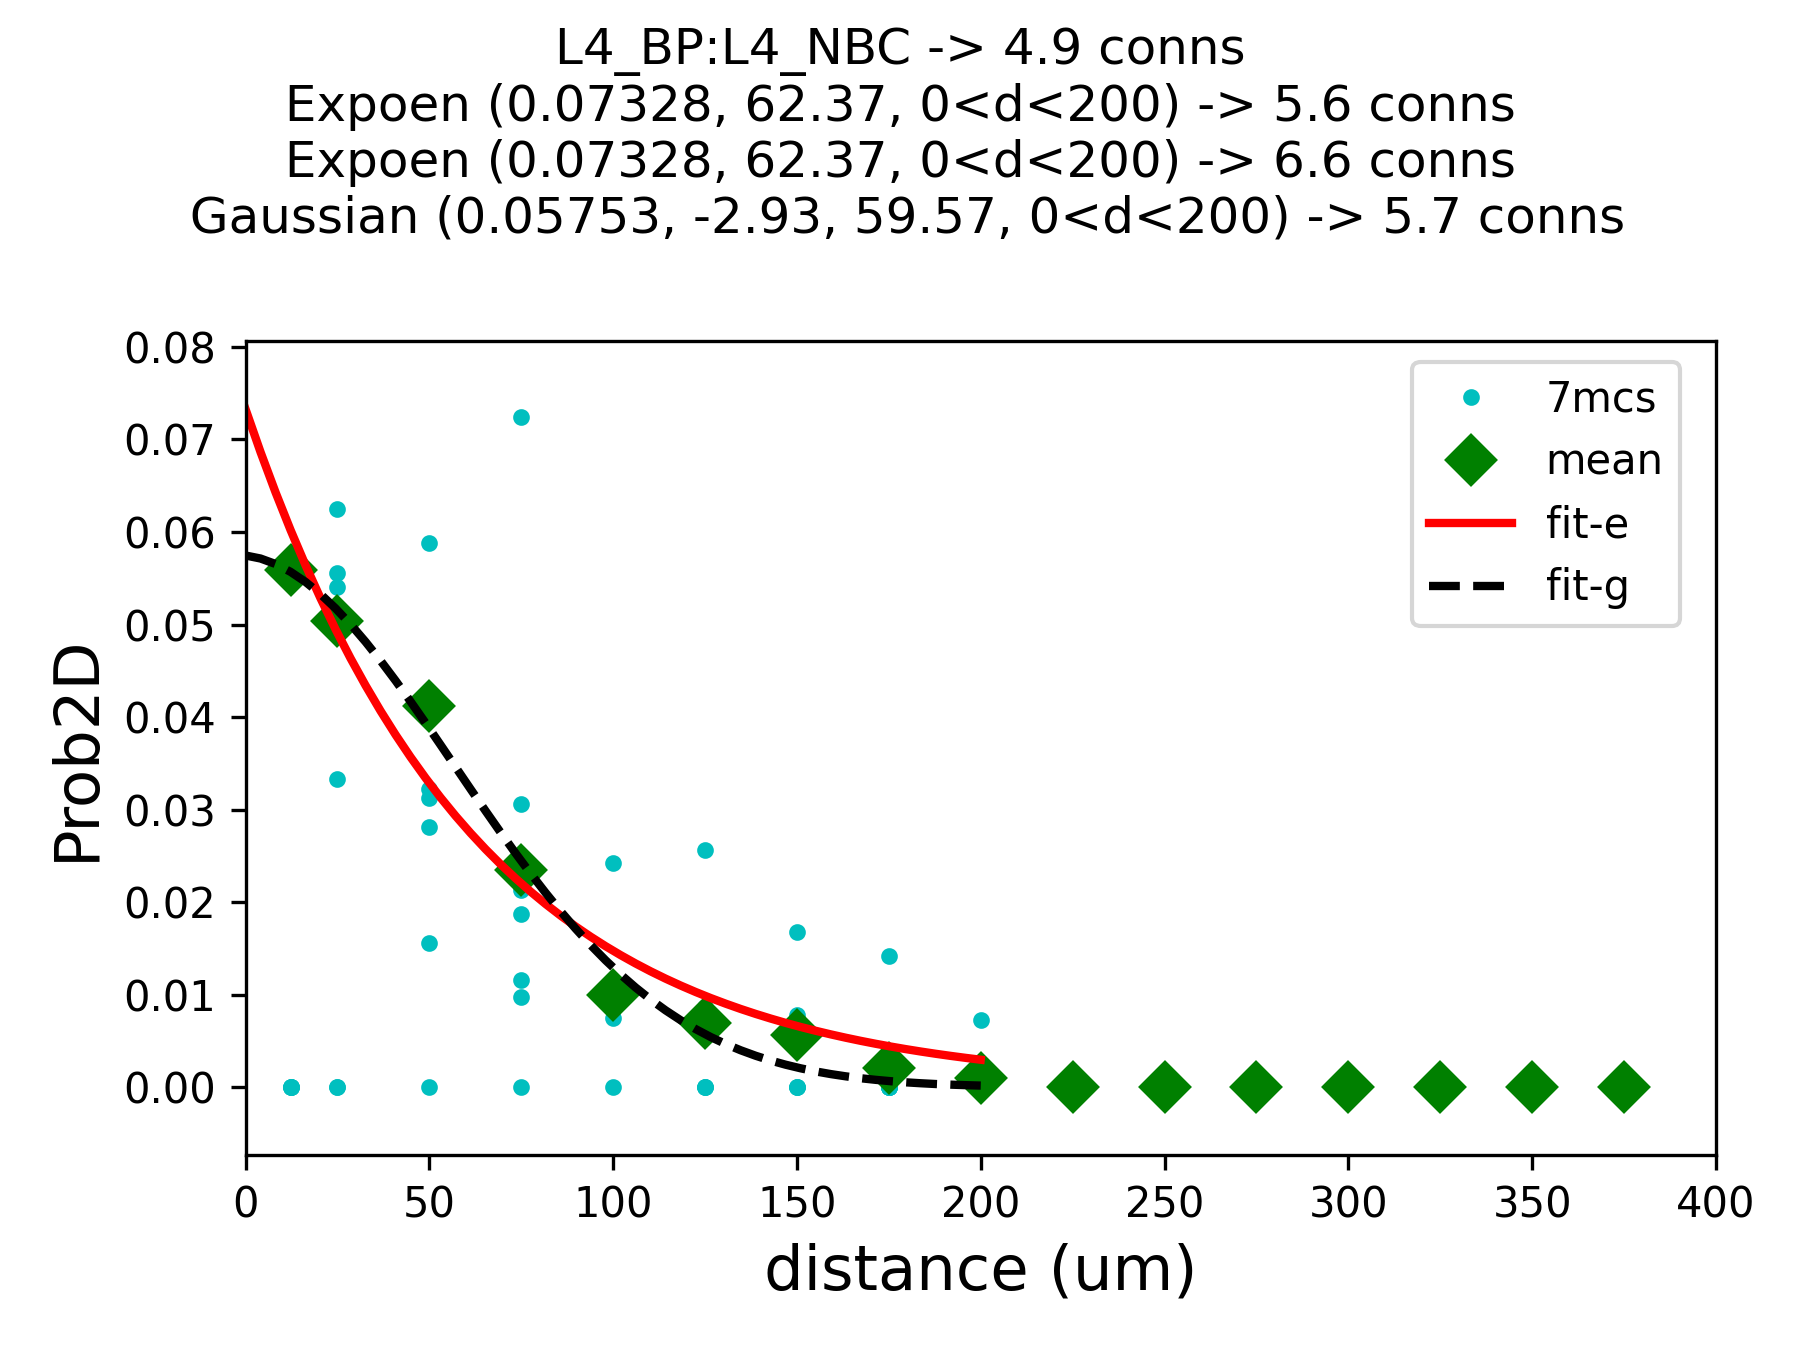 L4_BP:L4_NBC -> 4.9 conns
Expoen (0.07328, 62.37, 0<d<200) -> 5.6 conns
Expoen (0.07328, 62.37, 0<d<200) -> 6.6 conns
Gaussian (0.05753, -2.93, 59.57, 0<d<200) -> 5.7 conns
0.08
0.07
0.06
0.05
0.04
0.03
0.02
0.01
0.00
Prob2D
7mcs
mean
fit-e
fit-g
0 50 100 150 200 250 300 350 400
distance (um)